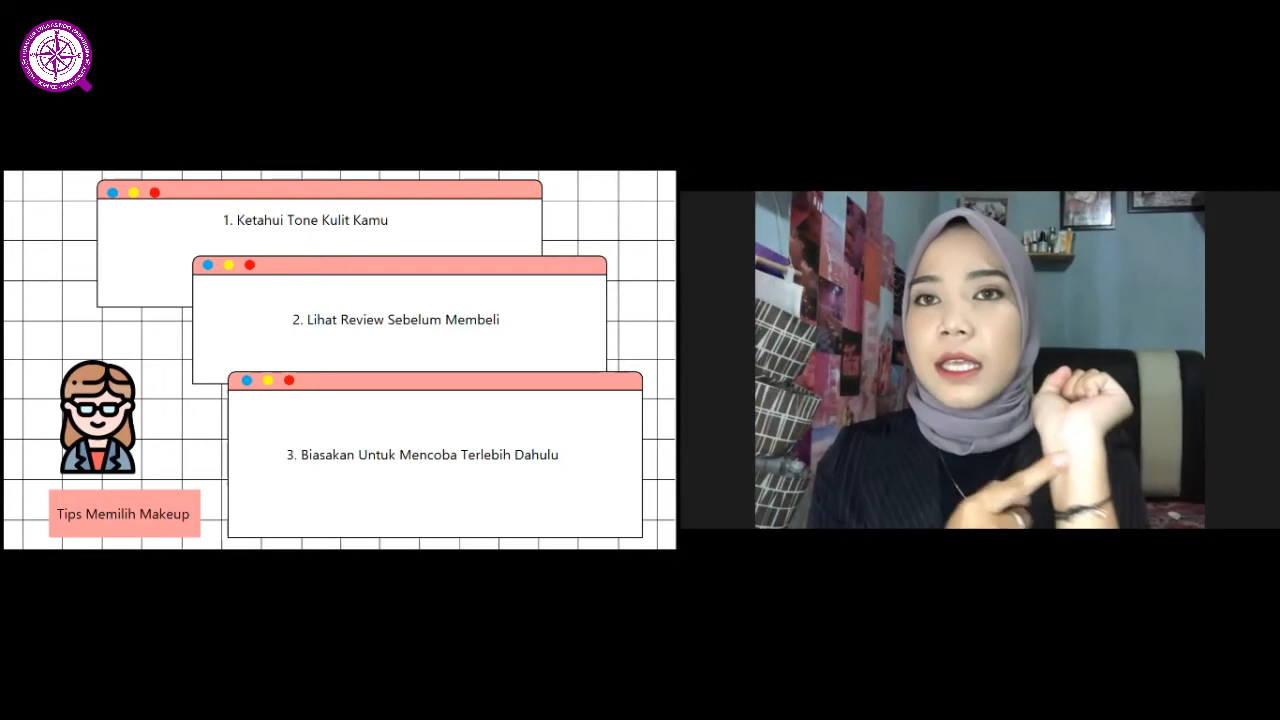 1. Ketahui Tone Kulit Kamu
2. Lihat Review Sebelum Membeli
3. Biasakan Untuk Mencoba Terlebih Dahulu
Tips Memilih Makeup